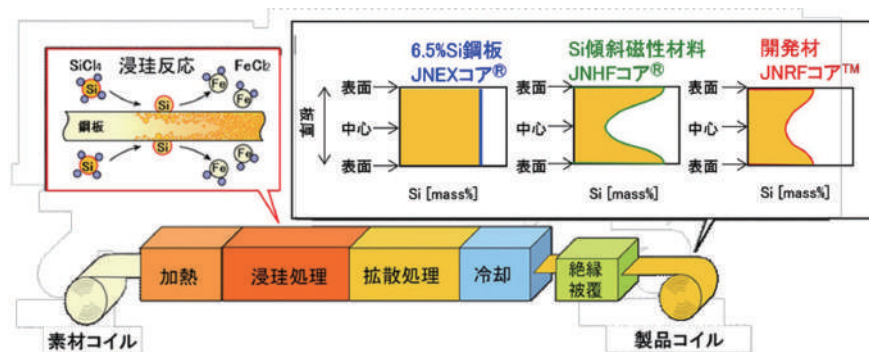 SiCl₄ 浸珪反応 FeCl₂
Si
Fe
Fe
Si
鋼板
Si
Si
Fe
Fe
6.5%Si鋼板
JNEXコア®
Si傾斜磁性材料
JNHFコア®
開発材
JNRFコア™
板厚
表面
中心
表面
Si [mass%]
表面
中心
表面
Si [mass%]
表面
中心
表面
Si [mass%]
加熱
浸珪処理
拡散処理
冷却
絶縁
被覆
素材コイル
製品コイル